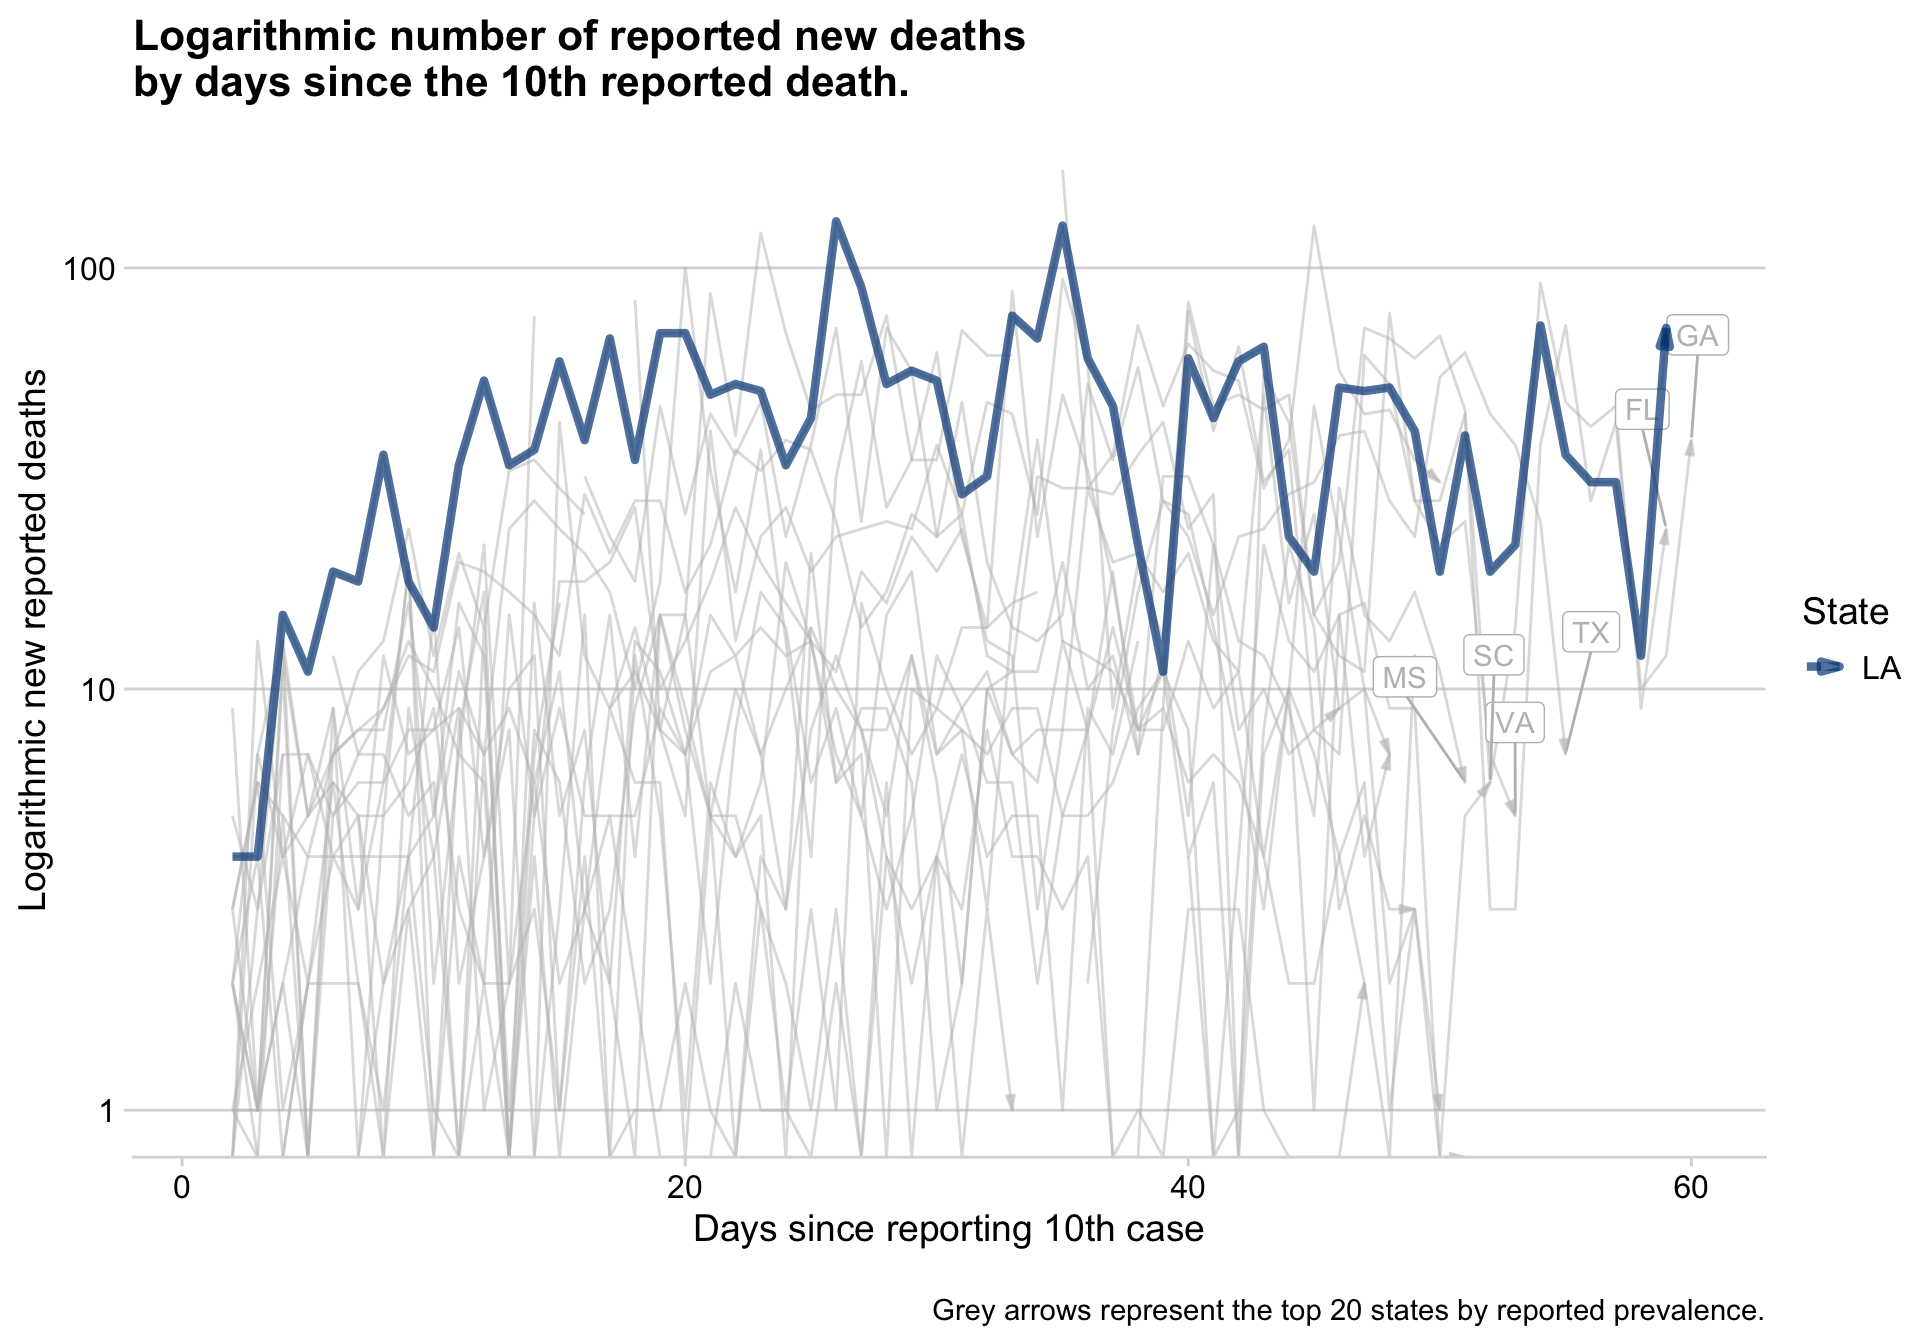 Logarithmic number of reported new deaths
by days since the 10th reported death.
Logarithmic new reported deaths
100
10
1
GA
FL
TX
SC
MS
VA
State
LA
0 20 40 60
Days since reporting 10th case
Grey arrows represent the top 20 states by reported prevalence.